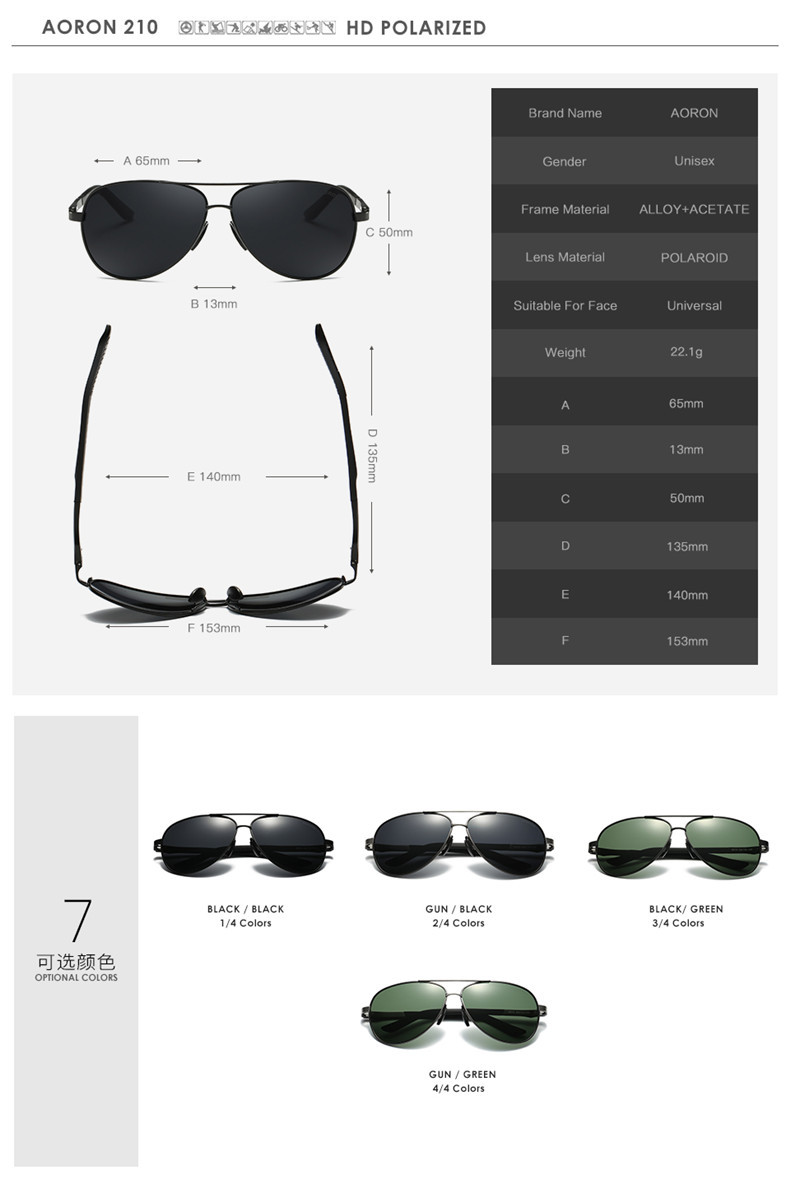 AORON 210 HD POLARIZED
A 65mm
C 50mm
B 13mm
D 135mm
E 140mm
F 153mm
Brand Name AORON
Gender Unisex
Frame Material ALLOY+ACETATE
Lens Material POLAROID
Suitable For Face Universal
Weight 22.1g
A 65mm
B 13mm
C 50mm
D 135mm
E 140mm
F 153mm
7
可选颜色
OPTIONAL COLORS
BLACK / BLACK
1/4 Colors
GUN / BLACK
2/4 Colors
BLACK/ GREEN
3/4 Colors
GUN / GREEN
4/4 Colors